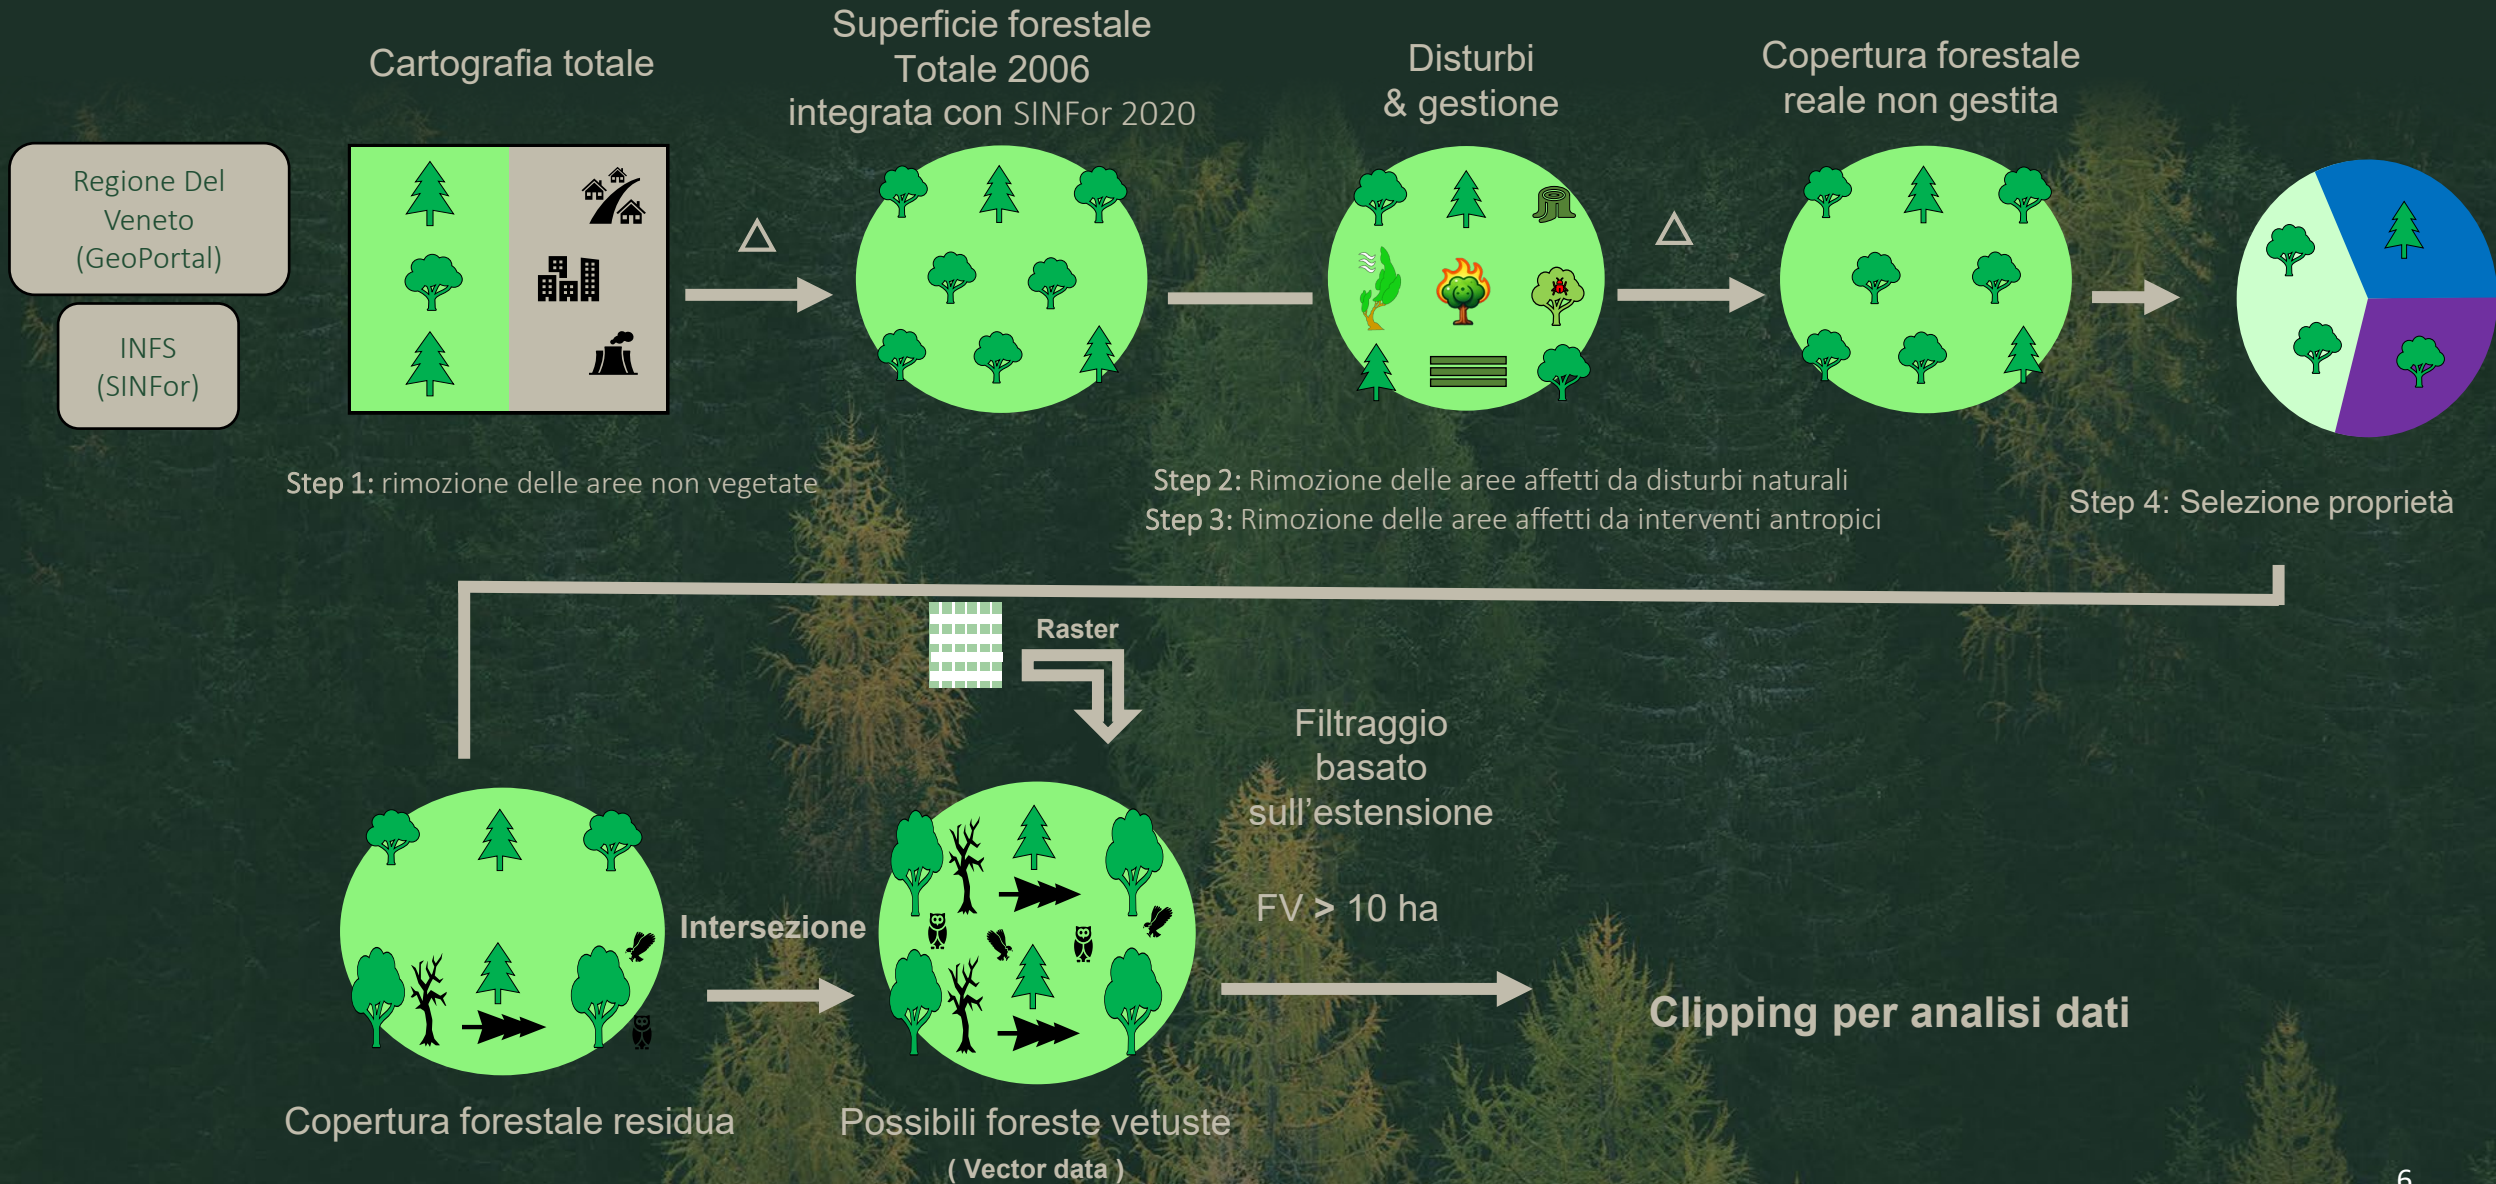 Cartografia totale
Superficie forestale
Totale 2006
integrata con SINFor 2020
Disturbi
& gestione
Copertura forestale
reale non gestita
Regione Del
Veneto
(GeoPortal)
INFS
(SINFor)
Step 1: rimozione delle aree non vegetate
Step 2: Rimozione delle aree affetti da disturbi naturali
Step 3: Rimozione delle aree affetti da interventi antropici
Step 4: Selezione proprietà
Raster
Filtraggio
basato
sull'estensione
FV > 10 ha
Intersezione
Clipping per analisi dati
Copertura forestale residua
Possibili foreste vetuste
( Vector data )
6